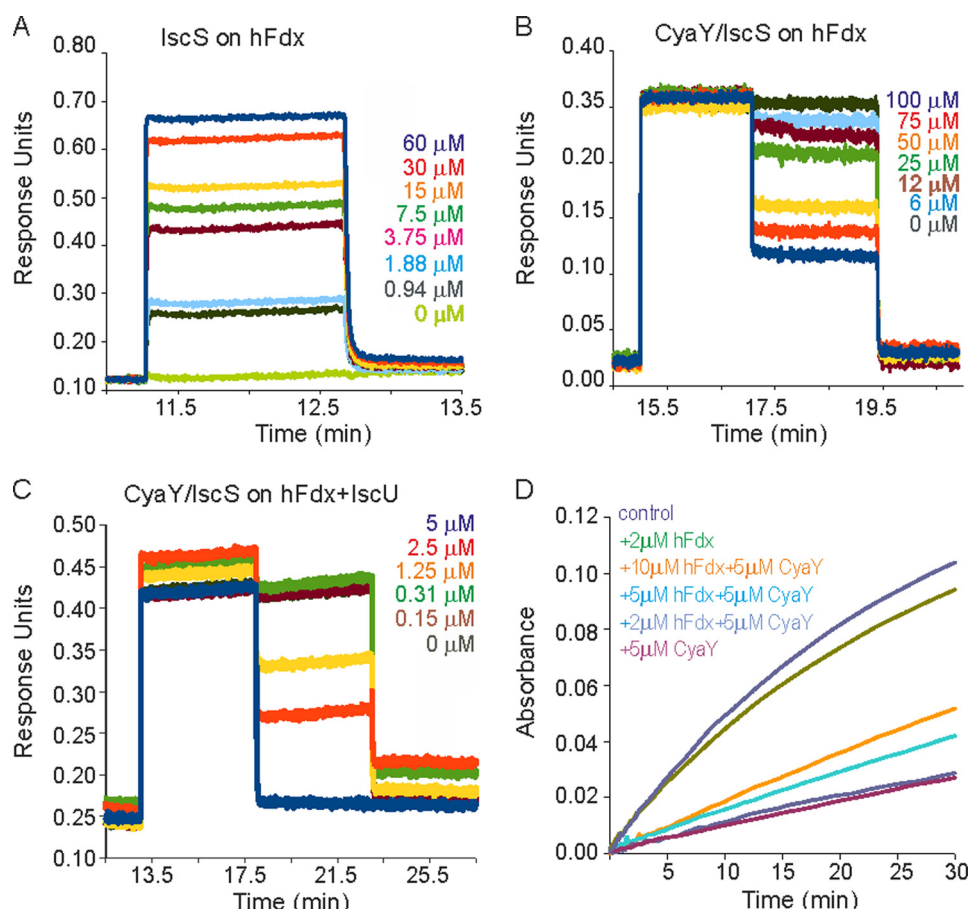 A
IscS on hFdx
0.80
0.70
0.60
0.50
0.40
0.30
0.20
0.10
Response Units
60 µM
30 µM
15 µM
7.5 µM
3.75 µM
1.88 µM
0.94 µM
0 µM
11.5 12.5 13.5
Time (min)
B
CyaY/IscS on hFdx
0.40
0.35
0.20
0.15
0.10
0.05
0.00
Response Units
100 µM
75 µM
50 µM
25 µM
12 µM
6 µM
0 µM
15.5 17.5 19.5
Time (min)
C
CyaY/IscS on hFdx+IscU
0.50
0.45
0.40
0.35
0.30
0.25
0.20
0.25
0.10
Response Units
5 µM
2.5 µM
1.25 µM
0.31 µM
0.15 µM
0 µM
13.5 17.5 21.5 25.5
Time (min)
D
0.12
0.10
0.08
0.06
0.04
0.02
0.00
Absorbance
control
+2µM hFdx
+10µM hFdx+5µM CyaY
+5µM hFdx+5µM CyaY
+2µM hFdx+5µM CyaY
+5µM CyaY
5 10 15 20 25 30
Time (min)